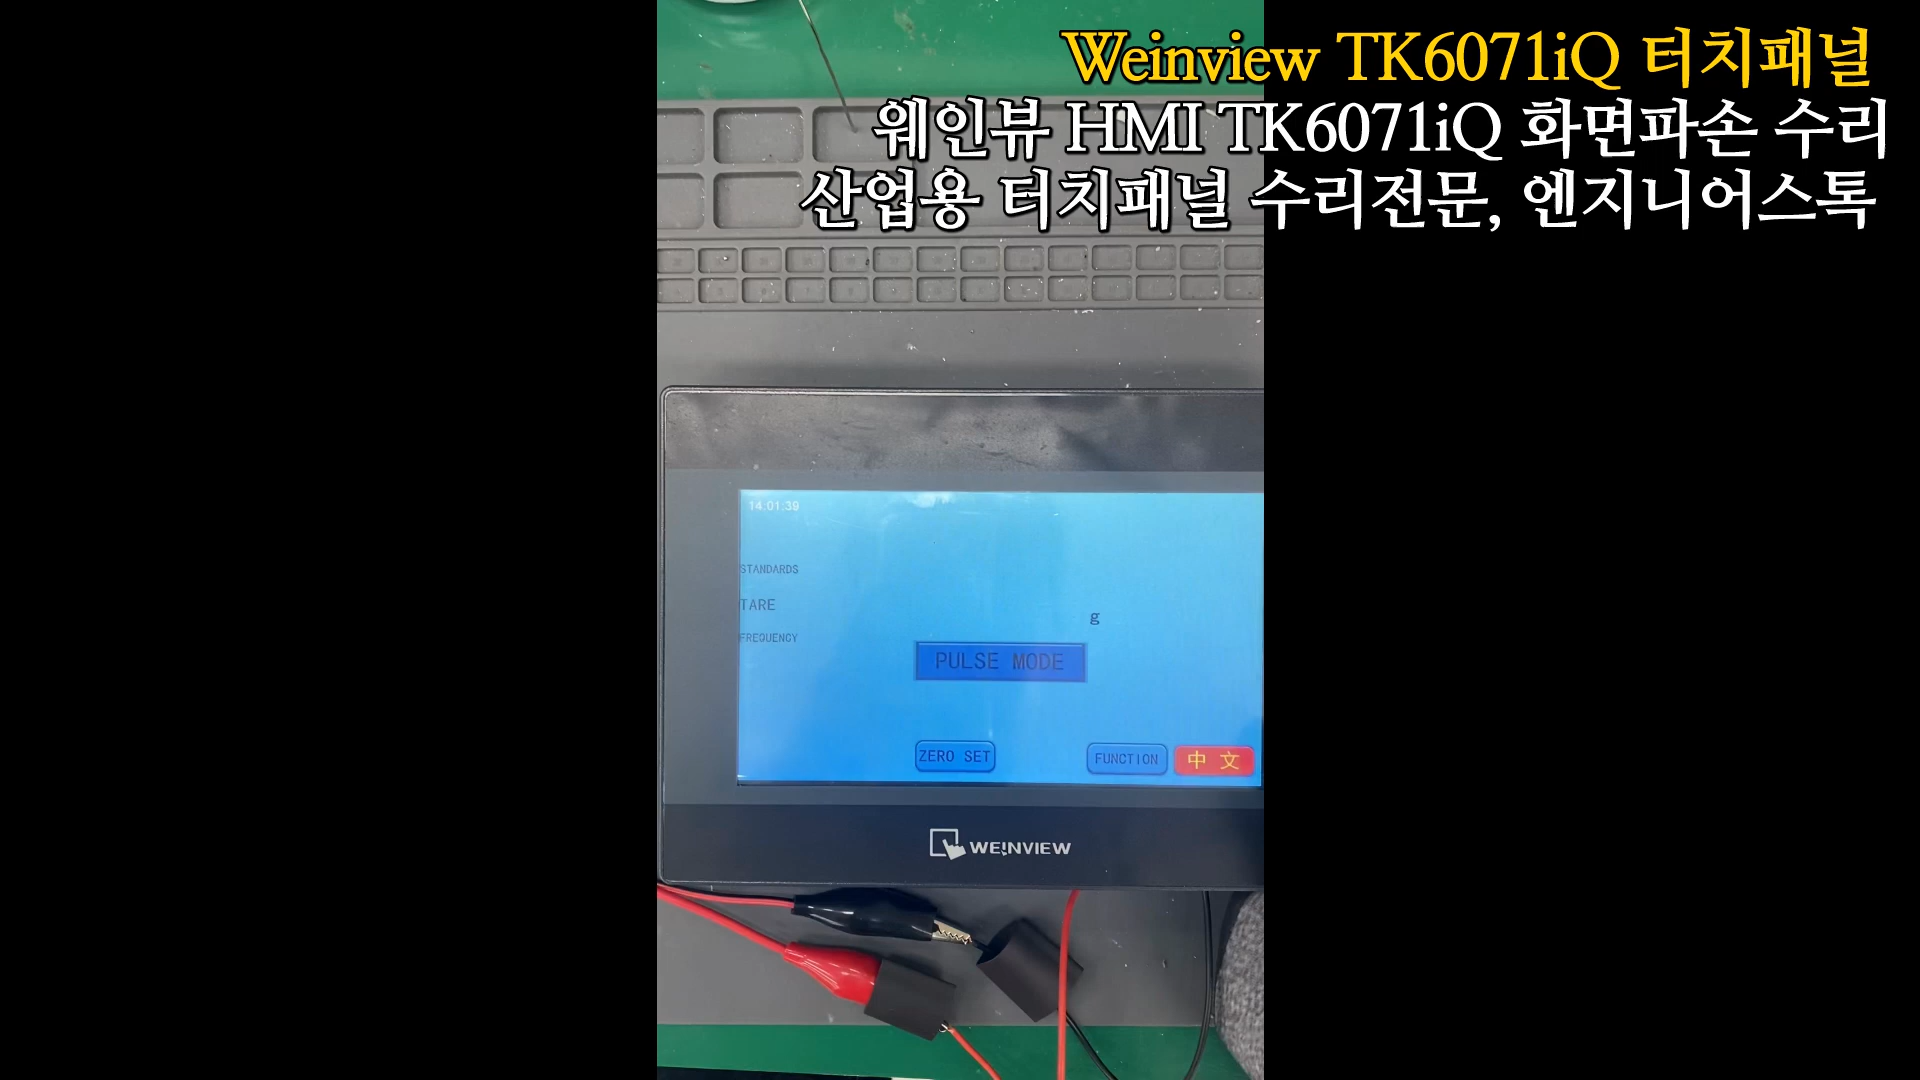 Weinview TK6071iQ 터치패널
웨인뷰 HMI TK6071iQ 화면파손 수리
산업용 터치패널 수리전문, 엔지니어스톡
14:01:39
STANDARDS
TARE
g
FREQUENCY
PULSE MODE
ZERO SET
FUNCTION
中 文
WEINVIEW